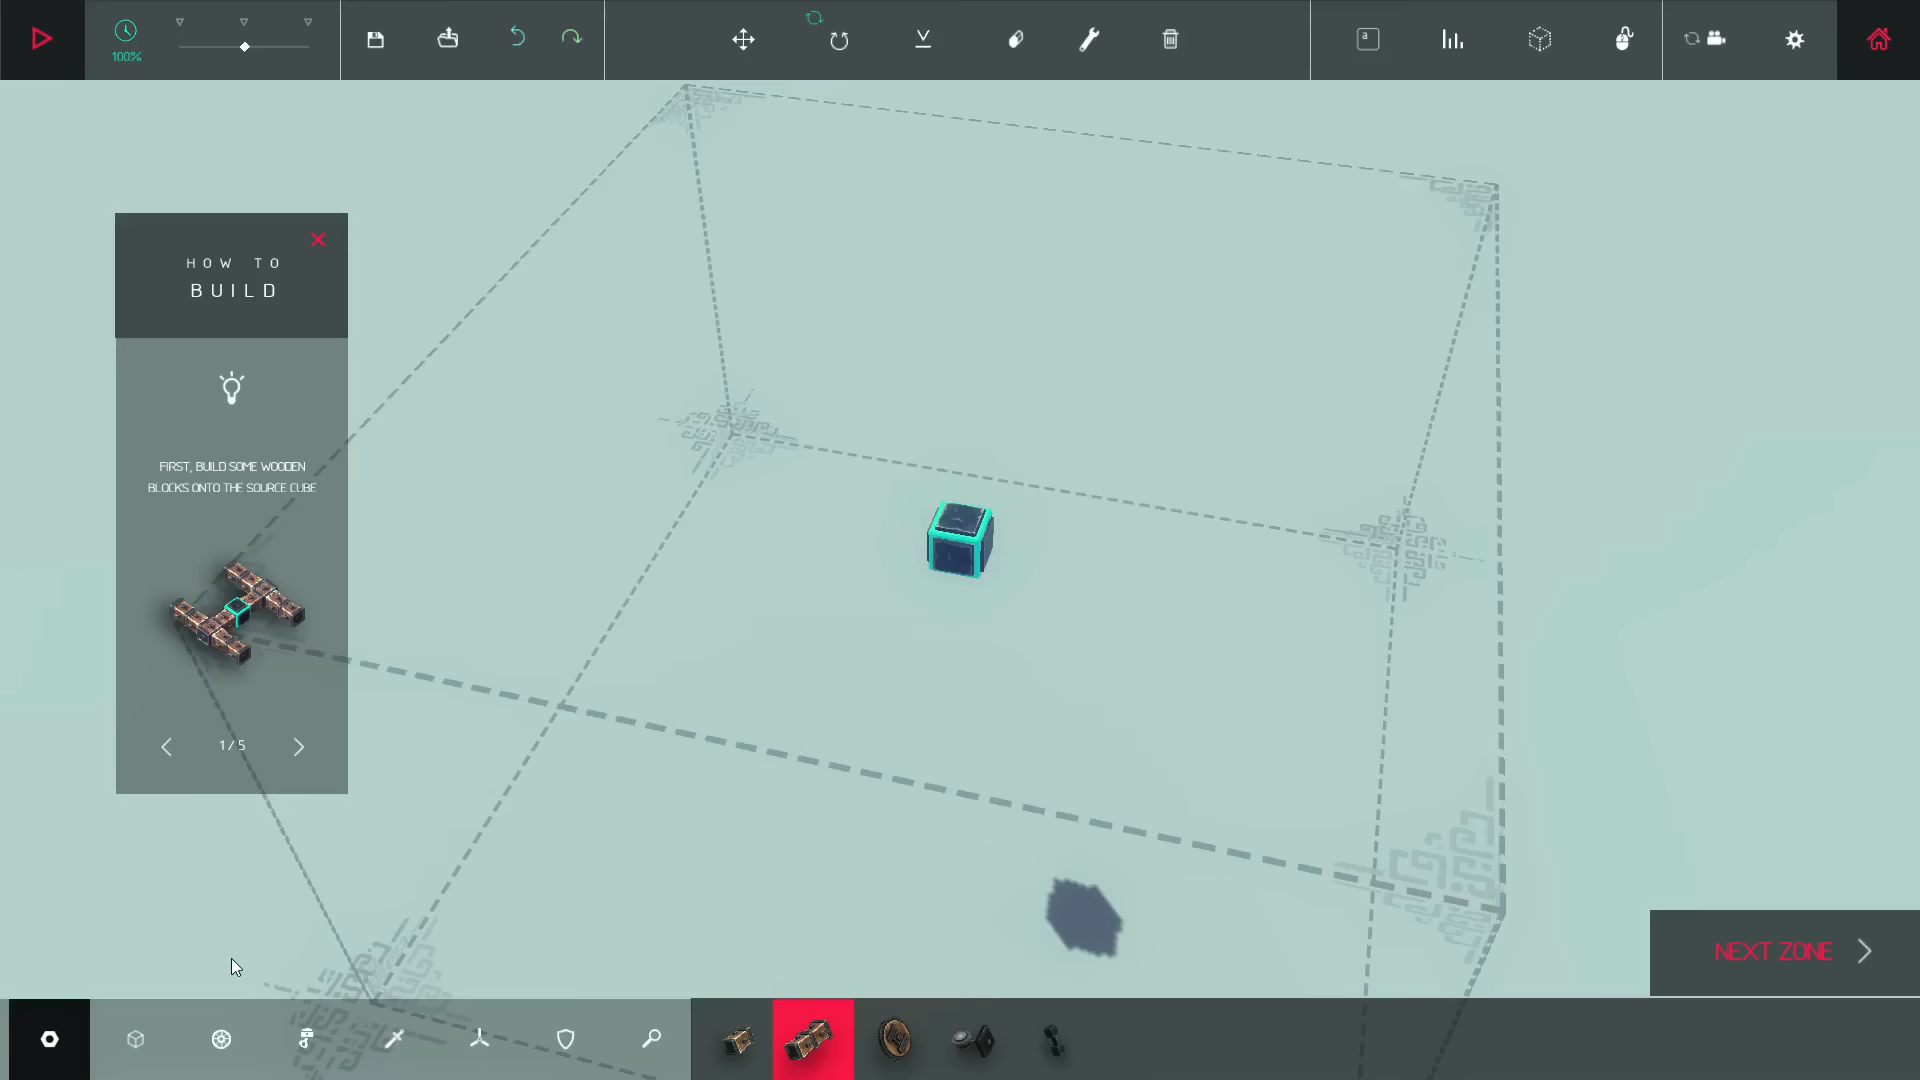 100%
a
HOW TO
BUILD
FIRST, BUILD SOME WOODEN
BLOCKS ONTO THE SOURCE CUBE
1/5
NEXT ZONE